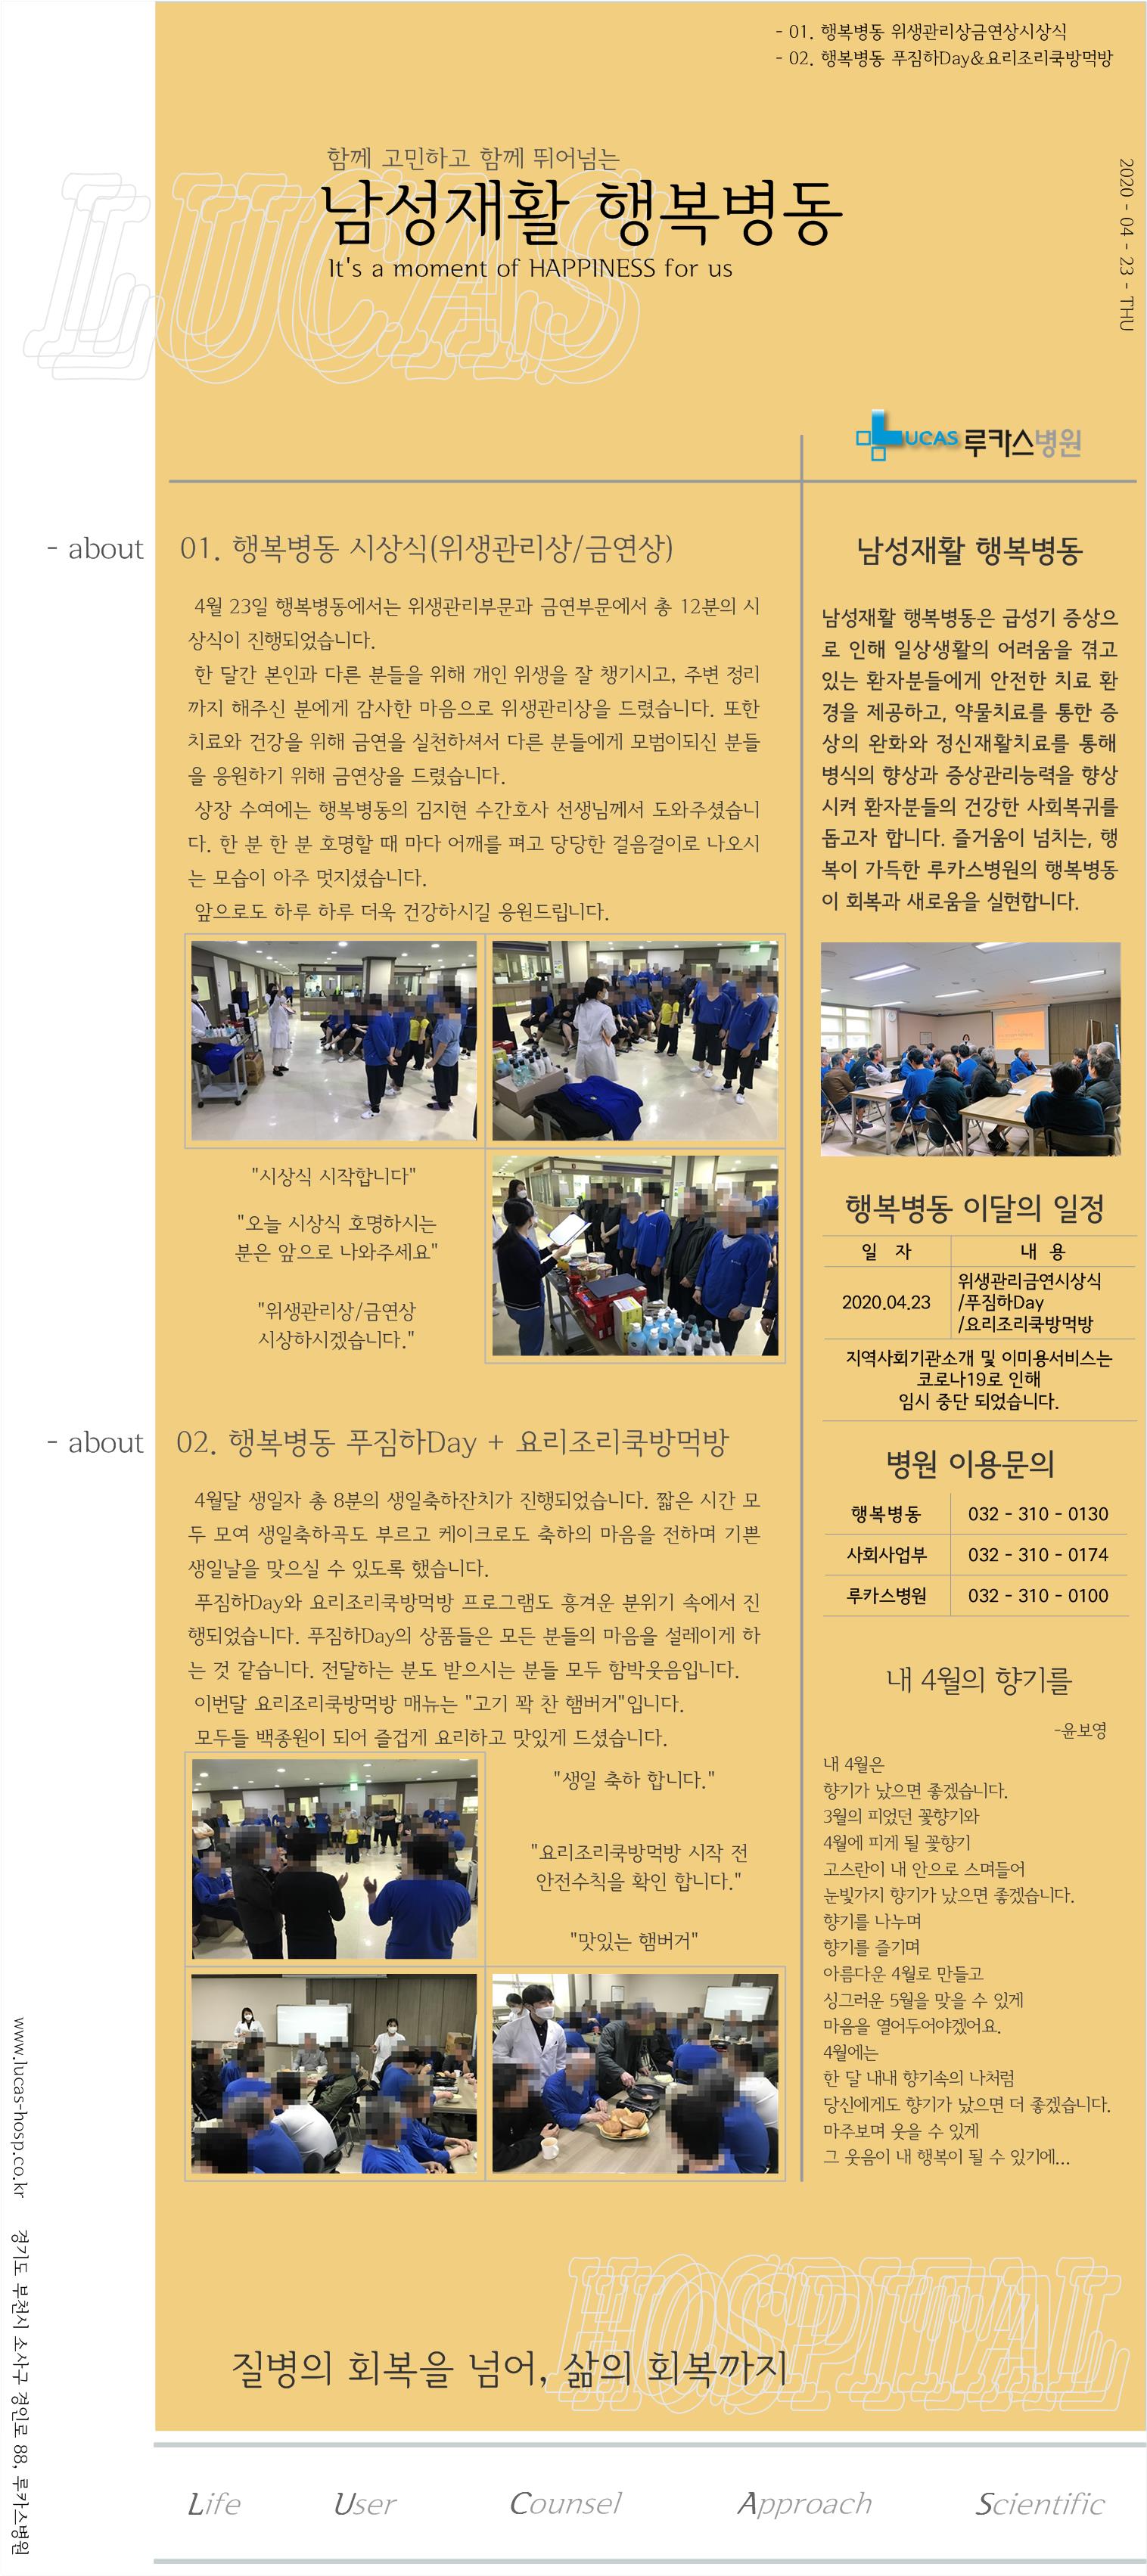 - 01. 행복병동 위생관리상금연상시상식
- 02. 행복병동 푸짐하Day&요리조리쿡방먹방
함께 고민하고 함께 뛰어넘는
남성재활 행복병동
It's a moment of HAPPINESS for us
LUCAS
2020 - 04 - 23 - THU
LUCAS 루카스병원
- about
01. 행복병동 시상식(위생관리상/금연상)
4월 23일 행복병동에서는 위생관리부문과 금연부문에서 총 12분의 시
상식이 진행되었습니다.
한 달간 본인과 다른 분들을 위해 개인 위생을 잘 챙기시고, 주변 정리
까지 해주신 분에게 감사한 마음으로 위생관리상을 드렸습니다. 또한
치료와 건강을 위해 금연을 실천하셔서 다른 분들에게 모범이되신 분들
을 응원하기 위해 금연상을 드렸습니다.
상장 수여에는 행복병동의 김지현 수간호사 선생님께서 도와주셨습니
다. 한 분 한 분 호명할 때 마다 어깨를 펴고 당당한 걸음걸이로 나오시
는 모습이 아주 멋지셨습니다.
앞으로도 하루 하루 더욱 건강하시길 응원드립니다.
"시상식 시작합니다"
"오늘 시상식 호명하시는
분은 앞으로 나와주세요"
"위생관리상/금연상
시상하시겠습니다."
- about
02. 행복병동 푸짐하Day + 요리조리쿡방먹방
4월달 생일자 총 8분의 생일축하잔치가 진행되었습니다. 짧은 시간 모
두 모여 생일축하곡도 부르고 케이크로도 축하의 마음을 전하며 기쁜
생일날을 맞으실 수 있도록 했습니다.
푸짐하Day와 요리조리쿡방먹방 프로그램도 흥겨운 분위기 속에서 진
행되었습니다. 푸짐하Day의 상품들은 모든 분들의 마음을 설레이게 하
는 것 같습니다. 전달하는 분도 받으시는 분들 모두 함박웃음입니다.
이번달 요리조리쿡방먹방 매뉴는 "고기 꽉 찬 햄버거"입니다.
모두들 백종원이 되어 즐겁게 요리하고 맛있게 드셨습니다.
"생일 축하 합니다."
"요리조리쿡방먹방 시작 전
안전수칙을 확인 합니다."
"맛있는 햄버거"
남성재활 행복병동
남성재활 행복병동은 급성기 증상으
로 인해 일상생활의 어려움을 겪고
있는 환자분들에게 안전한 치료 환
경을 제공하고, 약물치료를 통한 증
상의 완화와 정신재활치료를 통해
병식의 향상과 증상관리능력을 향상
시켜 환자분들의 건강한 사회복귀를
돕고자 합니다. 즐거움이 넘치는, 행
복이 가득한 루카스병원의 행복병동
이 회복과 새로움을 실현합니다.
행복병동 이달의 일정
일 자 내 용
2020.04.23 위생관리금연시상식
/푸짐하Day
/요리조리쿡방먹방
지역사회기관소개 및 이미용서비스는
코로나19로 인해
임시 중단 되었습니다.
병원 이용문의
행복병동 032 - 310 - 0130
사회사업부 032 - 310 - 0174
루카스병원 032 - 310 - 0100
내 4월의 향기를
-윤보영
내 4월은
향기가 났으면 좋겠습니다.
3월의 피었던 꽃향기와
4월에 피게 될 꽃향기
고스란이 내 안으로 스며들어
눈빛가지 향기가 났으면 좋겠습니다.
향기를 나누며
향기를 즐기며
아름다운 4월로 만들고
싱그러운 5월을 맞을 수 있게
마음을 열어두어야겠어요.
4월에는
한 달 내내 향기속의 나처럼
당신에게도 향기가 났으면 더 좋겠습니다.
마주보며 웃을 수 있게
그 웃음이 내 행복이 될 수 있기에...
www.lucas-hosp.co.kr 경기도 부천시 소사구 경인로 88, 루카스병원
HOSPITAL
질병의 회복을 넘어, 삶의 회복까지
Life User Counsel Approach Scientific